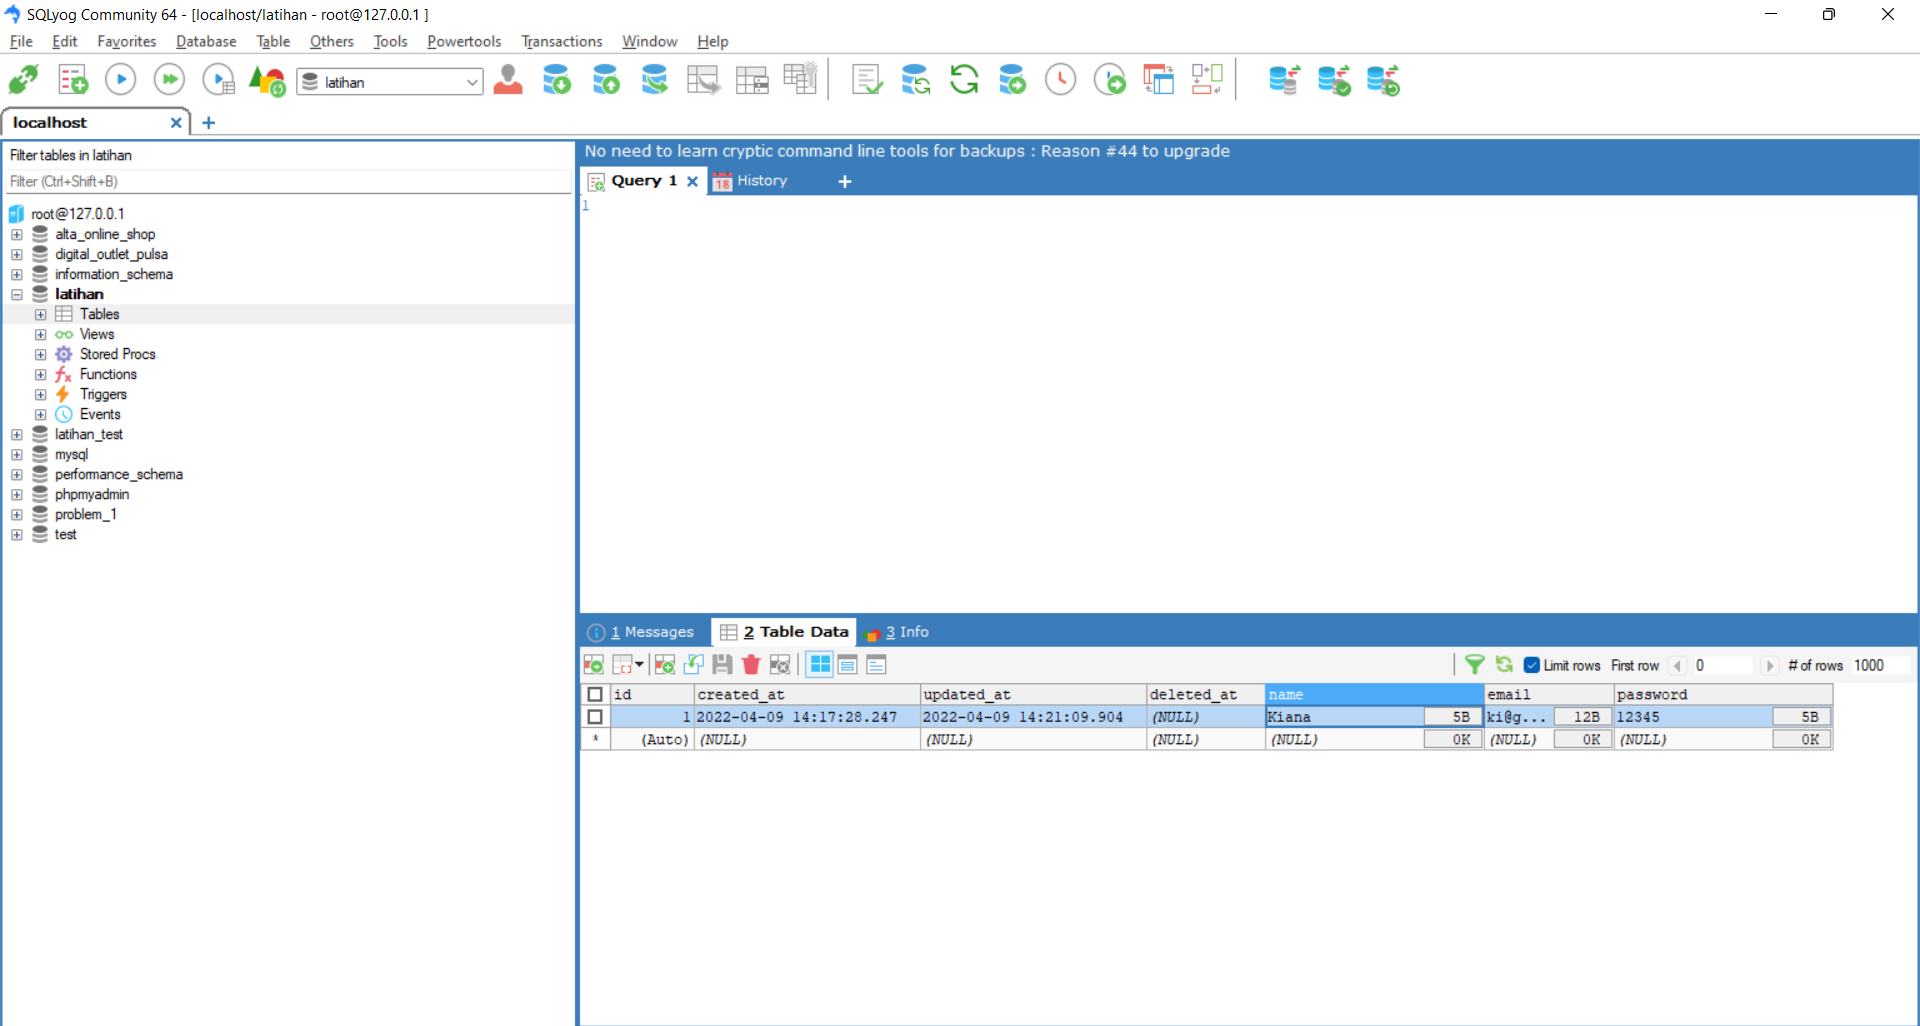 SQLyog Community 64 - [localhost/latihan - root@127.0.0.1 ]
File Edit Favorites Database Table Others Tools Powertools Transactions Window Help
latihan
localhost
Filter tables in latihan
Filter (Ctrl+Shift+B)
root@127.0.0.1
alta_online_shop
digital_outlet_pulsa
information_schema
latihan
Tables
Views
Stored Procs
Functions
Triggers
Events
latihan_test
mysql
performance_schema
phpmyadmin
problem_1
test
No need to learn cryptic command line tools for backups : Reason #44 to upgrade
Query 1 18 History
1
1 Messages 2 Table Data 3 Info
Limit rows First row 0 # of rows 1000
id created_at updated_at deleted_at name email password
1 2022-04-09 14:17:28.247 2022-04-09 14:21:09.904 (NULL) Kiana 5B ki@g... 12B 12345 5B
* (Auto) (NULL) (NULL) (NULL) (NULL) 0K (NULL) 0K (NULL) 0K